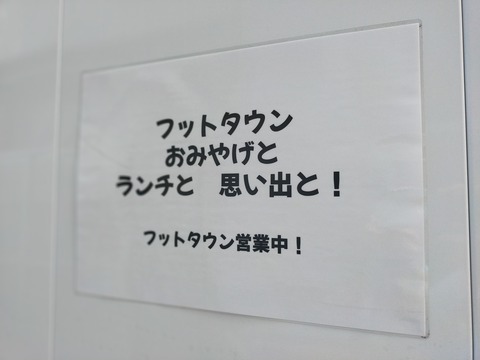 フットタウン
おみやげと
ランチと　思い出と！
フットタウン営業中！